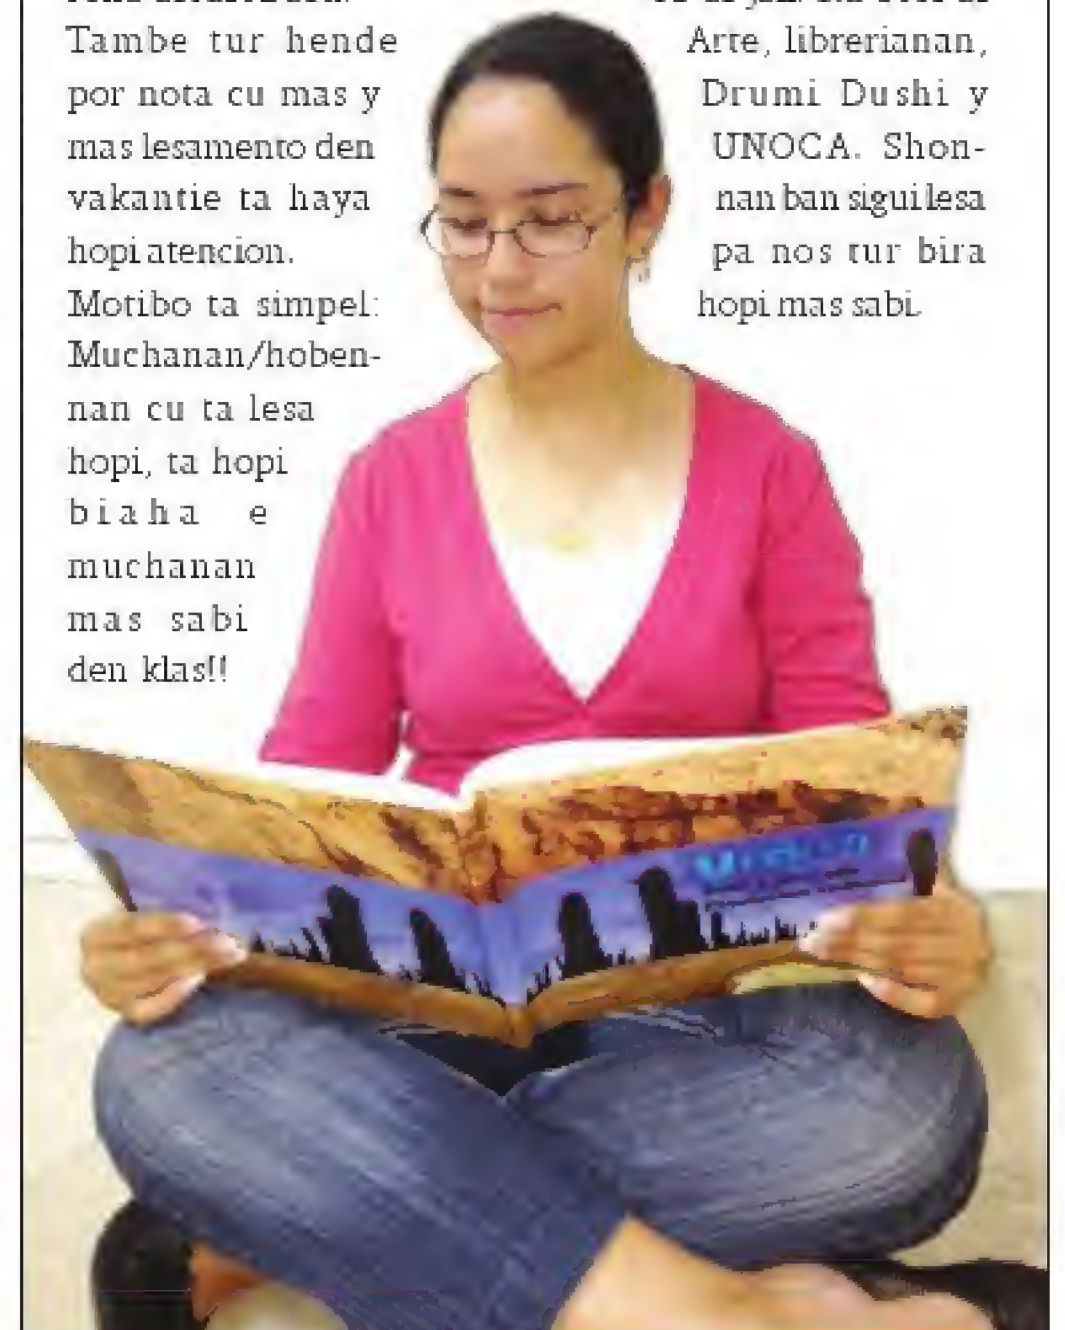 Tambe tur hende
por nota cu mas y
mas lesamento den
vakantie ta haya
hopi atencion.
Motibo ta simpel:
Muchanan/hoben-
nan cu ta lesa
hopi, ta hopi
biaha e
muchanan
mas sabi
den klas!!
Arte, librerianan,
Drumi Dushi y
UNOCA. Shon-
nan ban sigui lesa
pa nos tur bira
hopi mas sabi.